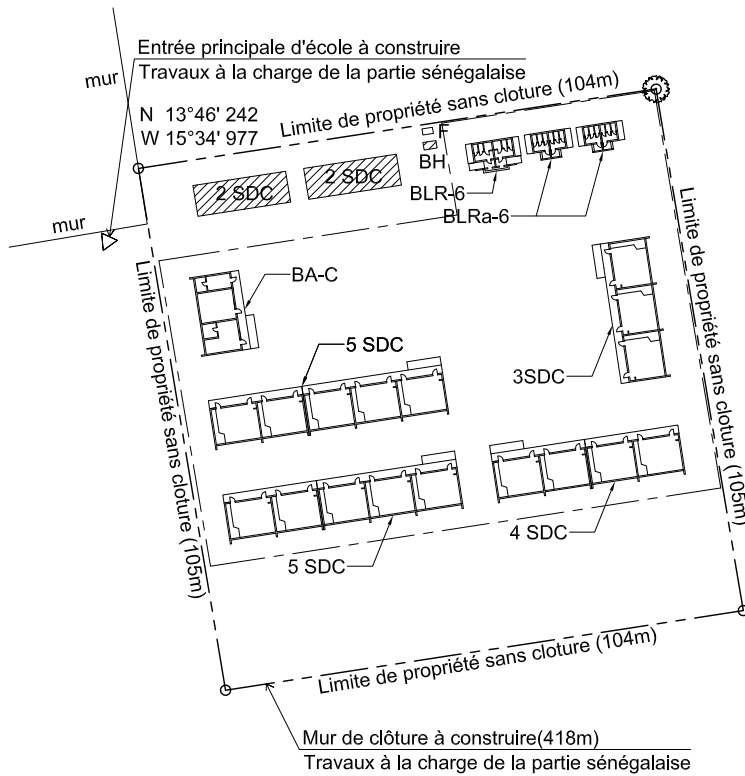 Entrée principale d'école à construire
Travaux à la charge de la partie sénégalaise
mur
Limite de propriété sans cloture (104m)
N 13°46' 242
W 15°34' 977
F
BH
2 SDC
2 SDC
BLR-6
BLRa-6
mur
BA-C
5 SDC
3SDC
Limite de propriété sans cloture (105m)
Limite de propriété sans cloture (105m)
4 SDC
5 SDC
Limite de propriété sans cloture (104m)
Mur de clôture à construire(418m)
Travaux à la charge de la partie sénégalaise